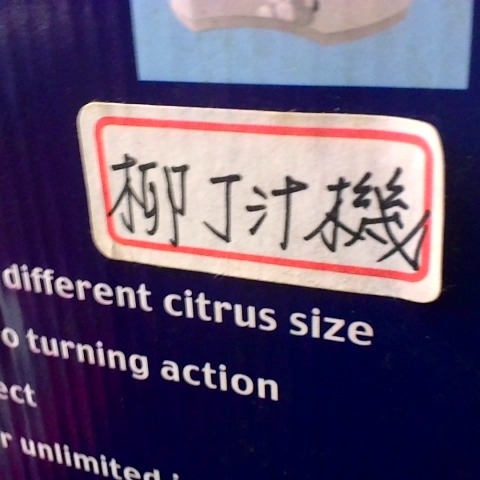 柳丁汁機
different citrus size
o turning action
ect
r unlimited